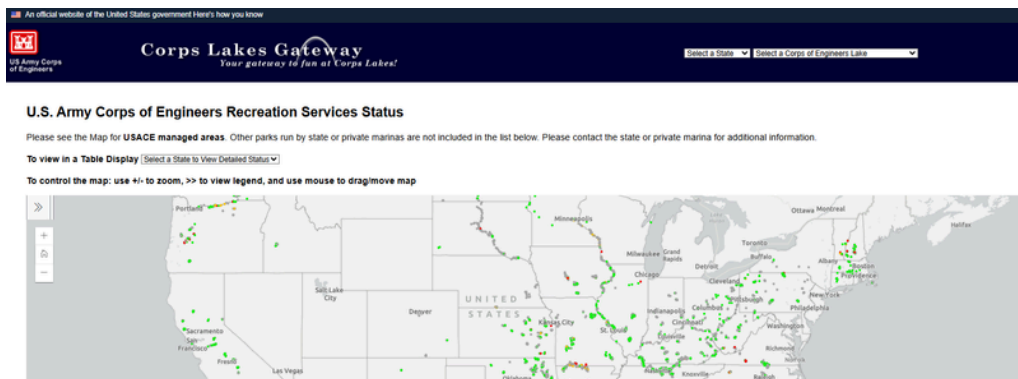 An official website of the United States government Here's how you know
US Army Corps
of Engineers
Corps Lakes Gateway
Your gateway to fun at Corps Lakes!
Select a State
Select a Corps of Engineers Lake
U.S. Army Corps of Engineers Recreation Services Status
Please see the Map for USACE managed areas. Other parks run by state or private marinas are not included in the list below. Please contact the state or private marina for additional information.
To view in a Table Display Select a State to View Detailed Status
To control the map: use +/- to zoom, >> to view legend, and use mouse to drag/move map
Portland
Minneapolis
Ottawa Montreal
Halifax
Toronto
Milwaukee Grand
Rapids
Buffalo
Albany
Boston
Detroit
Providence
Chicago
Cleveland
Salt Lake
City
UNITED
STATES
New York
Pittsburgh
Denver
Indianapolis
Columbus
Philadelphia
Kansas City
St. Louis
Cincinnati
Washington
Sacramento
San
Francisco
Louisville
Richmond
Norfolk
Fresno
Las Vegas
Nashville
Knoxville
Raleigh
Oklahoma